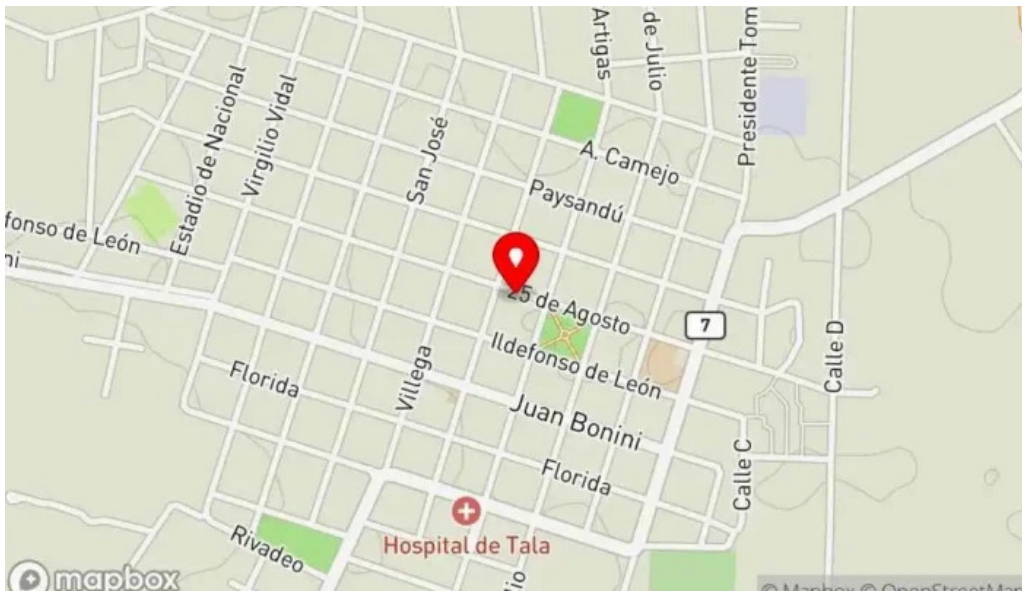 Artigas
de Julio
Presidente Tom
Estadio de Nacional
Virgilio Vidal
San José
A. Camejo
Paysandú
fonso de León
ni
25 de Agosto
7
Ildefonso de León
Calle D
Villega
Florida
Juan Bonini
Florida
Calle C
Hospital de Tala
Rivadeo
io
mapbox
© Mapbox © OpenStreetMap